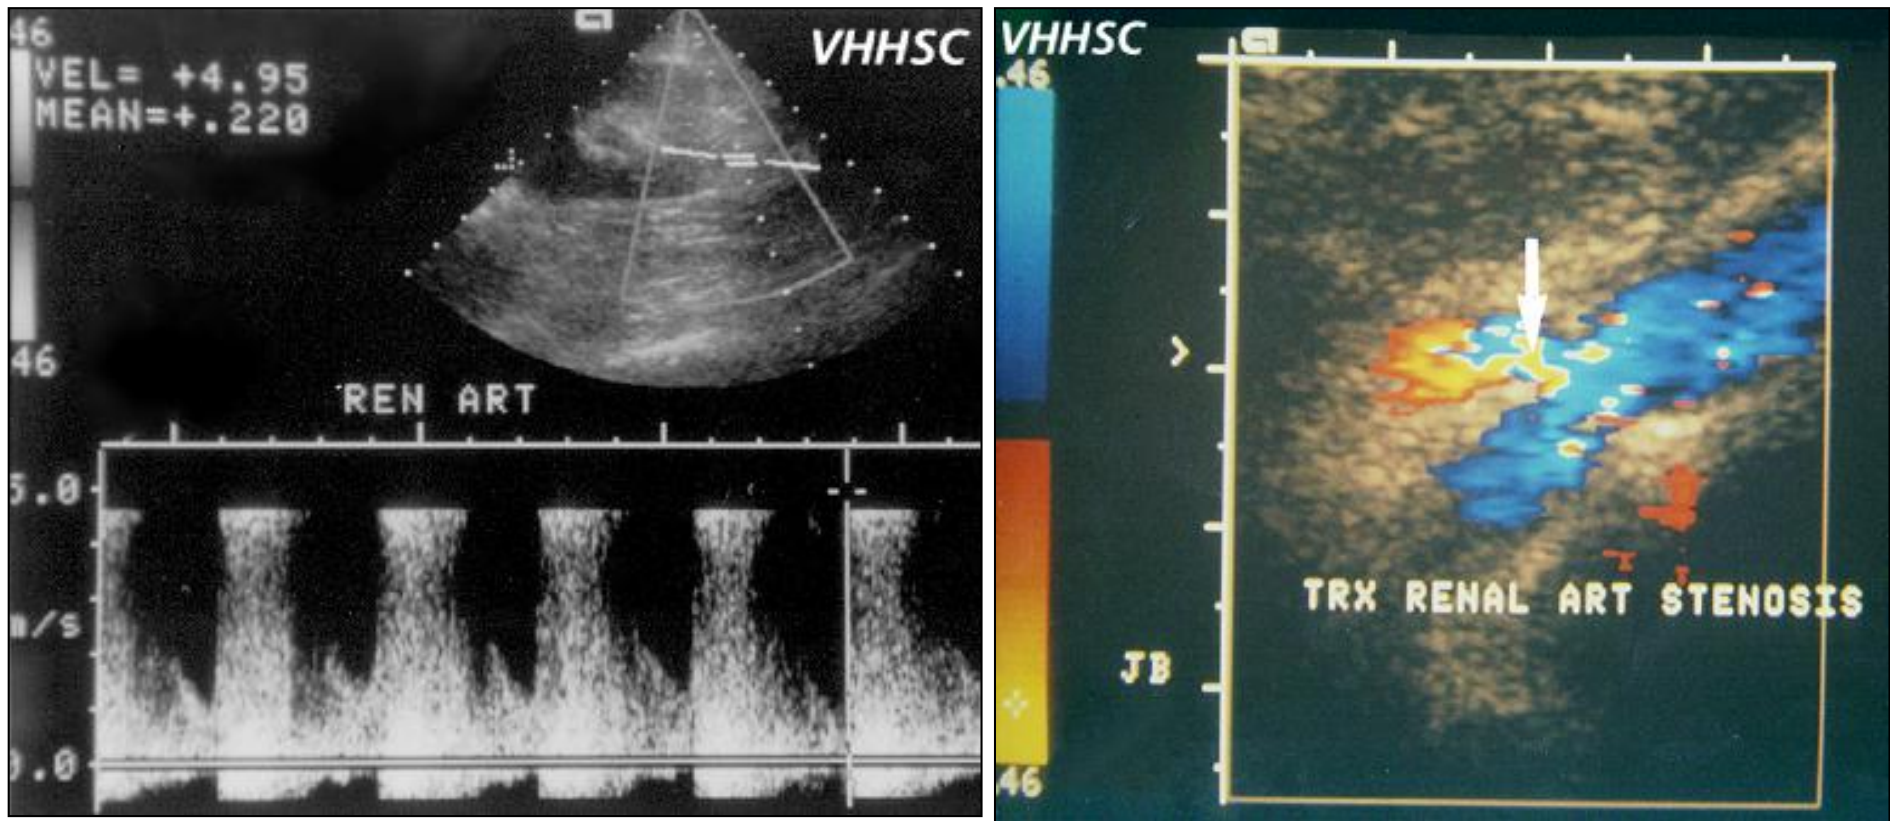 46
VHHSC
VEL= +4.95
MEAN=+.220
46
REN ART
5.0
m/s
0.0
VHHSC
.46
TRX RENAL ART STENOSIS
JB
.46